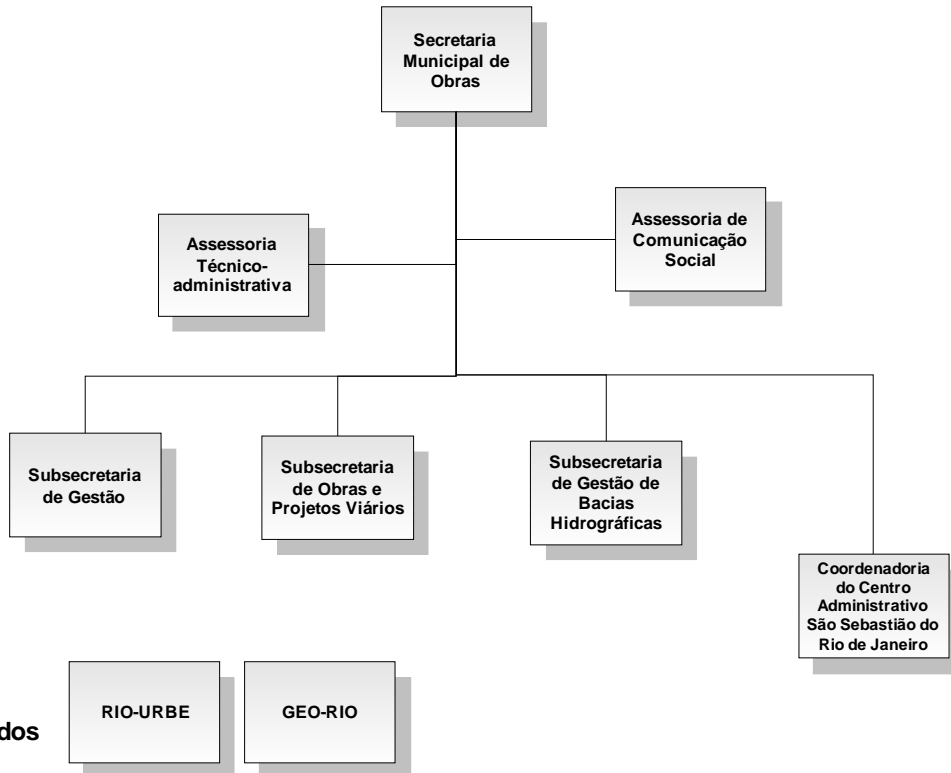 Secretaria
Municipal de
Obras
Assessoria
Técnico-
administrativa
Assessoria de
Comunicação
Social
Subsecretaria
de Gestão
Subsecretaria
de Obras e
Projetos Viários
Subsecretaria
de Gestão de
Bacias
Hidrográficas
Coordenadoria
do Centro
Administrativo
São Sebastião do
Rio de Janeiro
RIO-URBE
GEO-RIO
dos